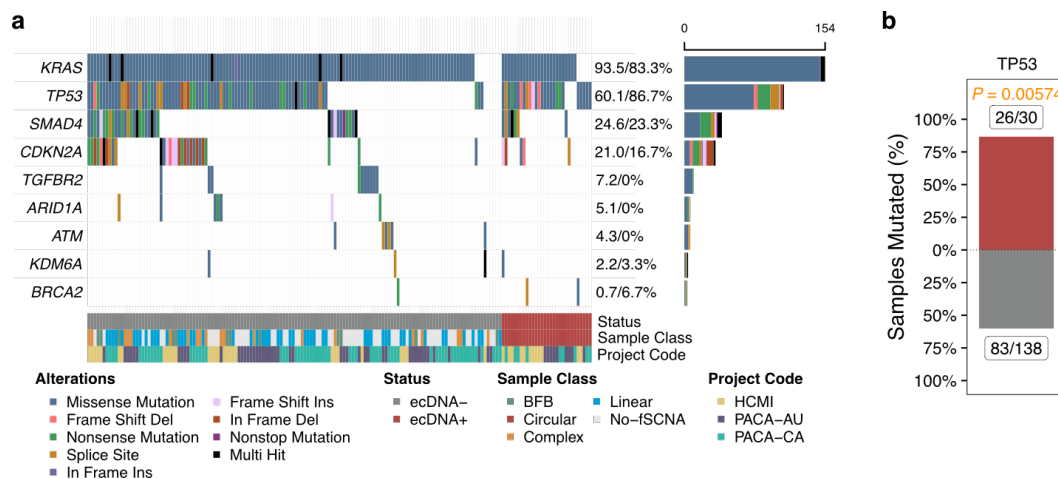 a
b
0 154
KRAS 93.5/83.3%
TP53 60.1/86.7%
SMAD4 24.6/23.3%
CDKN2A 21.0/16.7%
TGFBR2 7.2/0%
ARID1A 5.1/0%
ATM 4.3/0%
KDM6A 2.2/3.3%
BRCA2 0.7/6.7%
Status
Sample Class
Project Code
Alterations
Missense Mutation
Frame Shift Del
Nonsense Mutation
Splice Site
In Frame Ins
Frame Shift Ins
In Frame Del
Nonstop Mutation
Multi Hit
Status
ecDNA−
ecDNA+
Sample Class
BFB
Circular
Complex
Linear
No−fSCNA
Project Code
HCMI
PACA−AU
PACA−CA
TP53
P = 0.00574
26/30
Samples Mutated (%)
100%
75%
50%
25%
0%
25%
50%
75%
100%
83/138